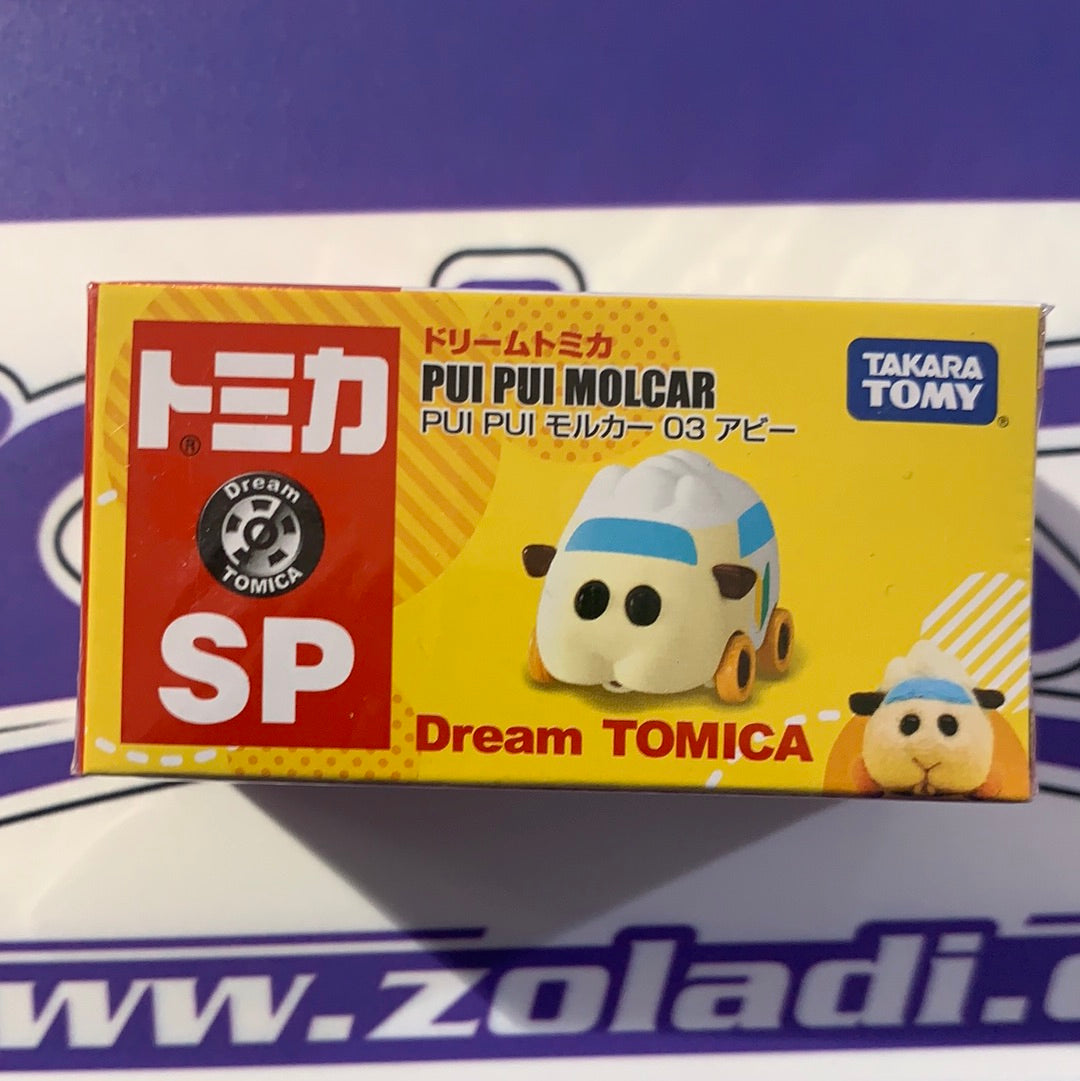 トミカ
®
Dream
TOMICA
SP
ドリームトミカ
PUI PUI MOLCAR
PUI PUI モルカー 03 アビー
TAKARA
TOMY
®
Dream TOMICA
ww.zoladi.